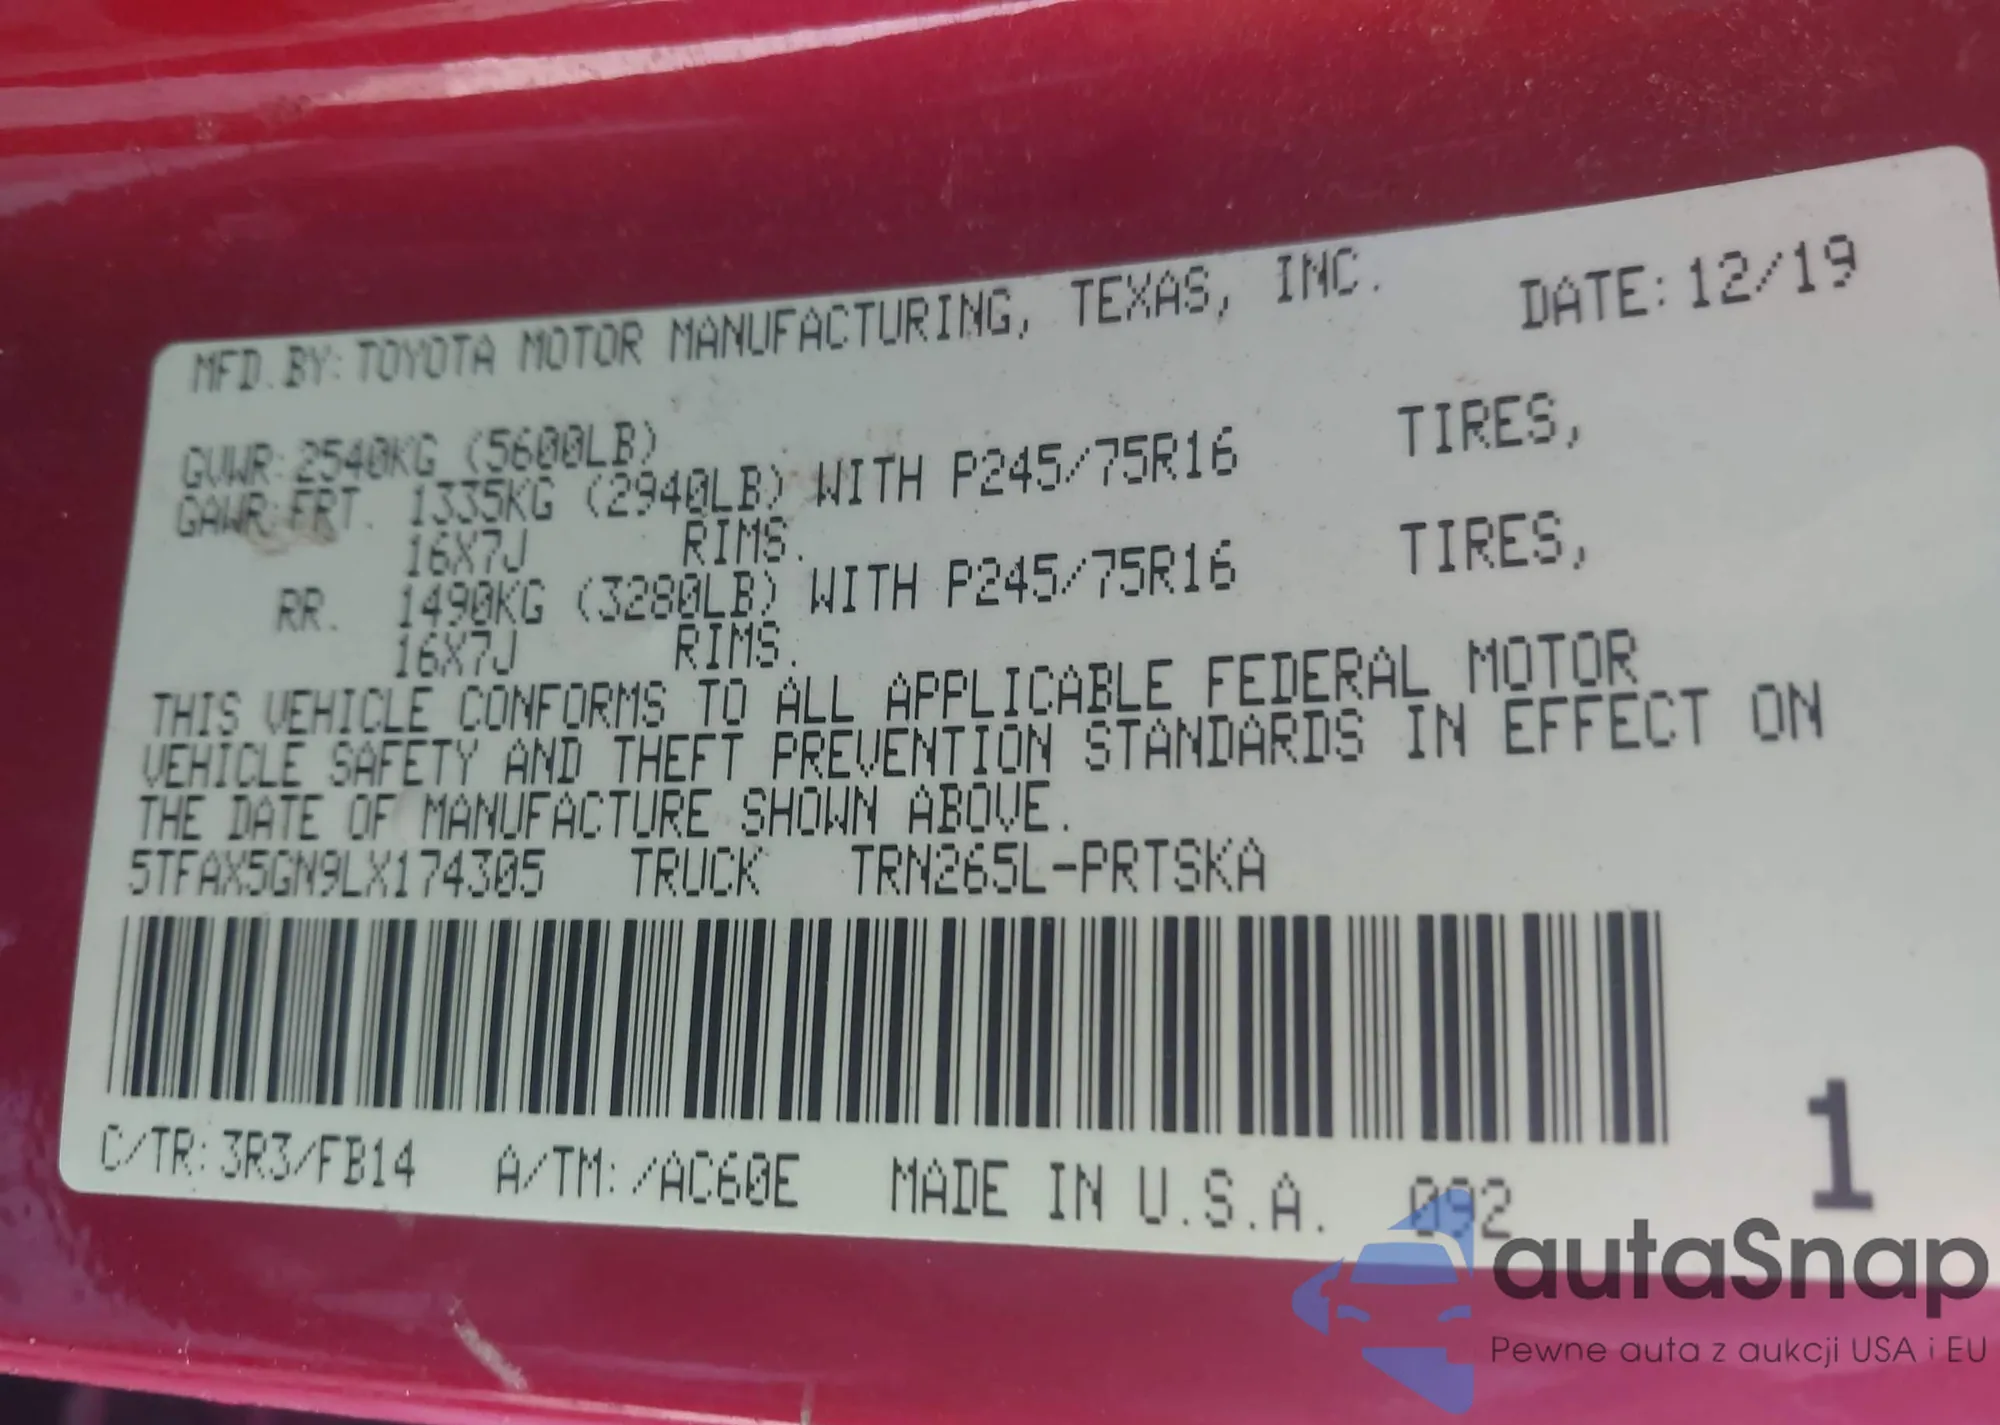 MFD.BY:TOYOTA MOTOR MANUFACTURING, TEXAS, INC. DATE:12/19
GVWR:2540KG (5600LB)
GAWR:FRT. 1335KG (2940LB) WITH P245/75R16 TIRES,
16X7J RIMS.
RR. 1490KG (3280LB) WITH P245/75R16 TIRES,
16X7J RIMS.
THIS VEHICLE CONFORMS TO ALL APPLICABLE FEDERAL MOTOR
VEHICLE SAFETY AND THEFT PREVENTION STANDARDS IN EFFECT ON
THE DATE OF MANUFACTURE SHOWN ABOVE.
5TFAX5GN9LX174305 TRUCK TRN265L-PRTSKA
C/TR:3R3/FB14 A/TM:/AC60E MADE IN U.S.A. 092
1
autaSnap
Pewne auta z aukcji USA i EU